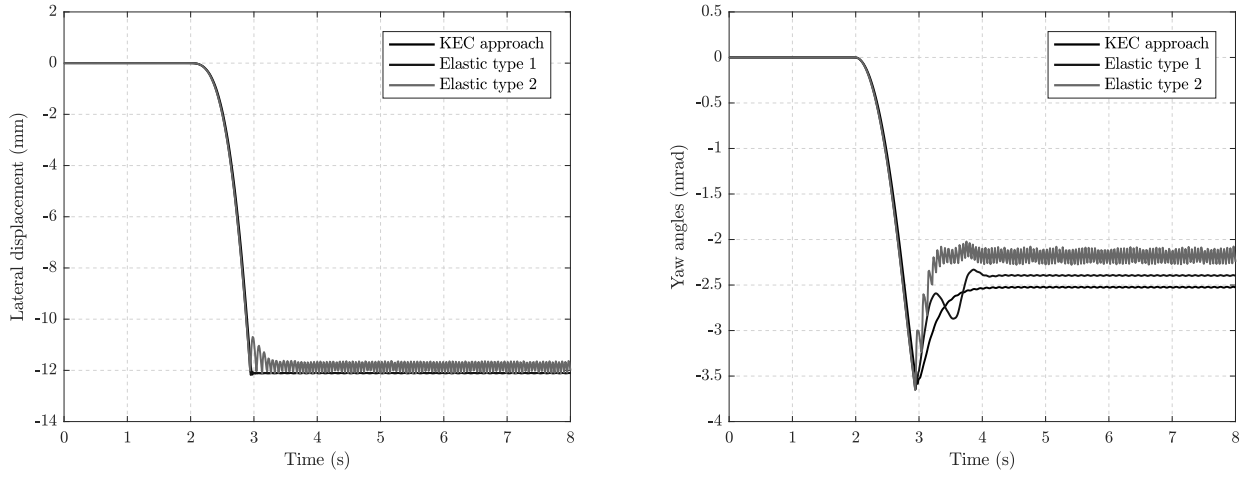 2
0
-2
-4
-6
-8
-10
-12
-14
Lateral displacement (mm)
KEC approach
Elastic type 1
Elastic type 2
0 1 2 3 4 5 6 7 8
Time (s)
0.5
0
-0.5
-1
-1.5
-2
-2.5
-3
-3.5
-4
Yaw angles (mrad)
KEC approach
Elastic type 1
Elastic type 2
0 1 2 3 4 5 6 7 8
Time (s)